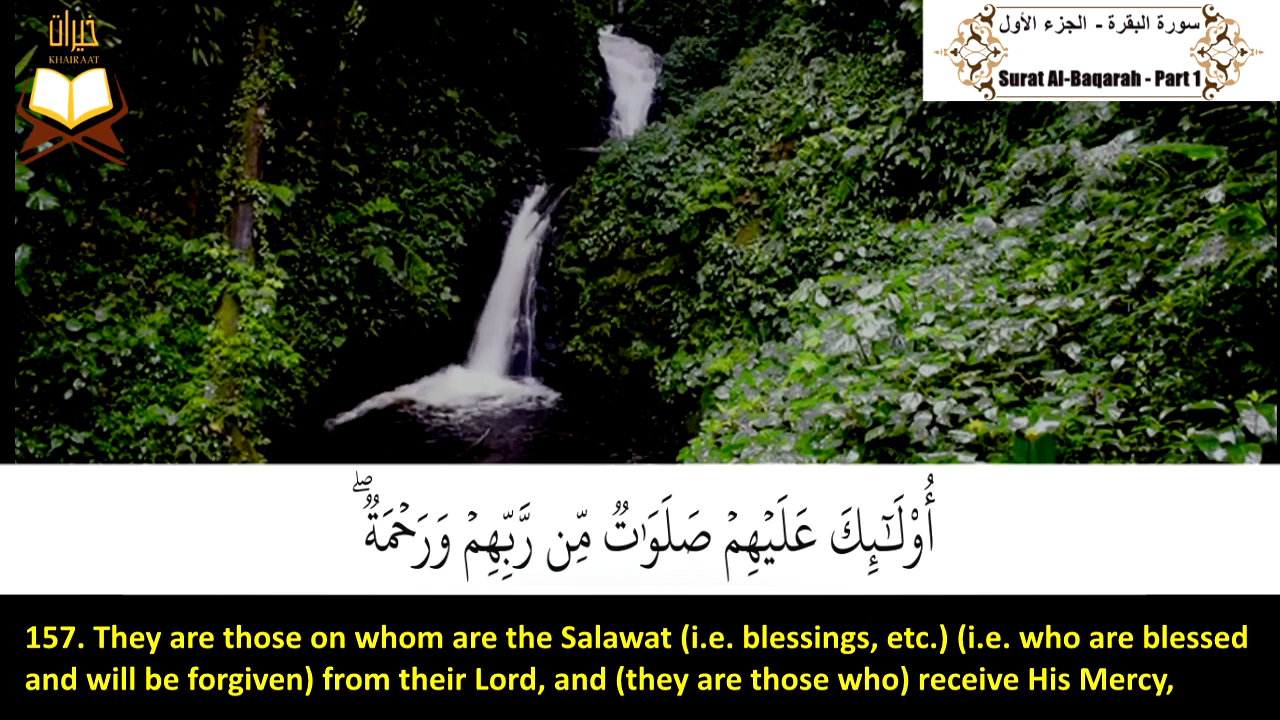 خيرات
KHAIRAAT
سورة البقرة - الجزء الأول
Surat Al-Baqarah - Part 1
أُوْلَـٰٓئِكَ عَلَيْهِمْ صَلَوَٰتٌ مِّن رَّبِّهِمْ وَرَحْمَةٌ ۖ
157. They are those on whom are the Salawat (i.e. blessings, etc.) (i.e. who are blessed
and will be forgiven) from their Lord, and (they are those who) receive His Mercy,